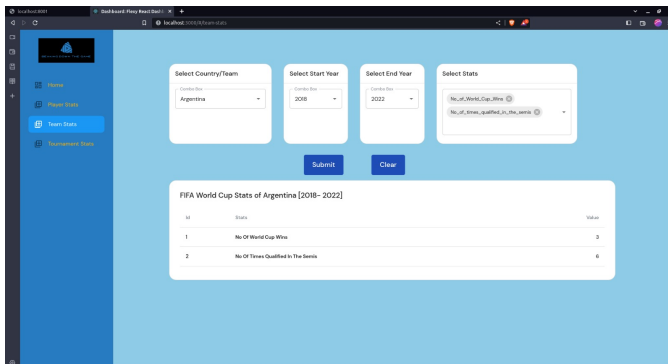 localhost:8001
Dashboard: Flexy React Dash
localhost:3000/#/team-stats
Home
Player Stats
Team Stats
Tournament Stats
Select Country/Team
Select Start Year
Select End Year
Select Stats
Combo Box
Argentina
Combo Box
2018
Combo Box
2022
No_of_World_Cup_Wins
No_of_times_qualified_in_the_semis
Submit
Clear
FIFA World Cup Stats of Argentina [2018- 2022]
Id Stats Value
1 No Of World Cup Wins 3
2 No Of Times Qualified In The Semis 6